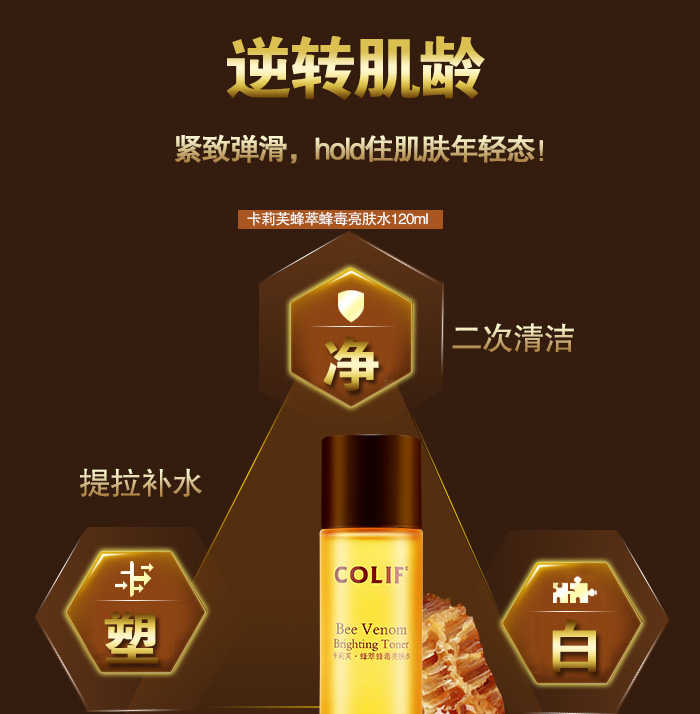 逆转肌龄
紧致弹滑，hold住肌肤年轻态！
卡莉芙蜂萃蜂毒亮肤水120ml
净
二次清洁
提拉补水
塑
白
COLIF®
Bee Venom
Brighting Toner
卡莉芙·蜂萃蜂毒亮肤水